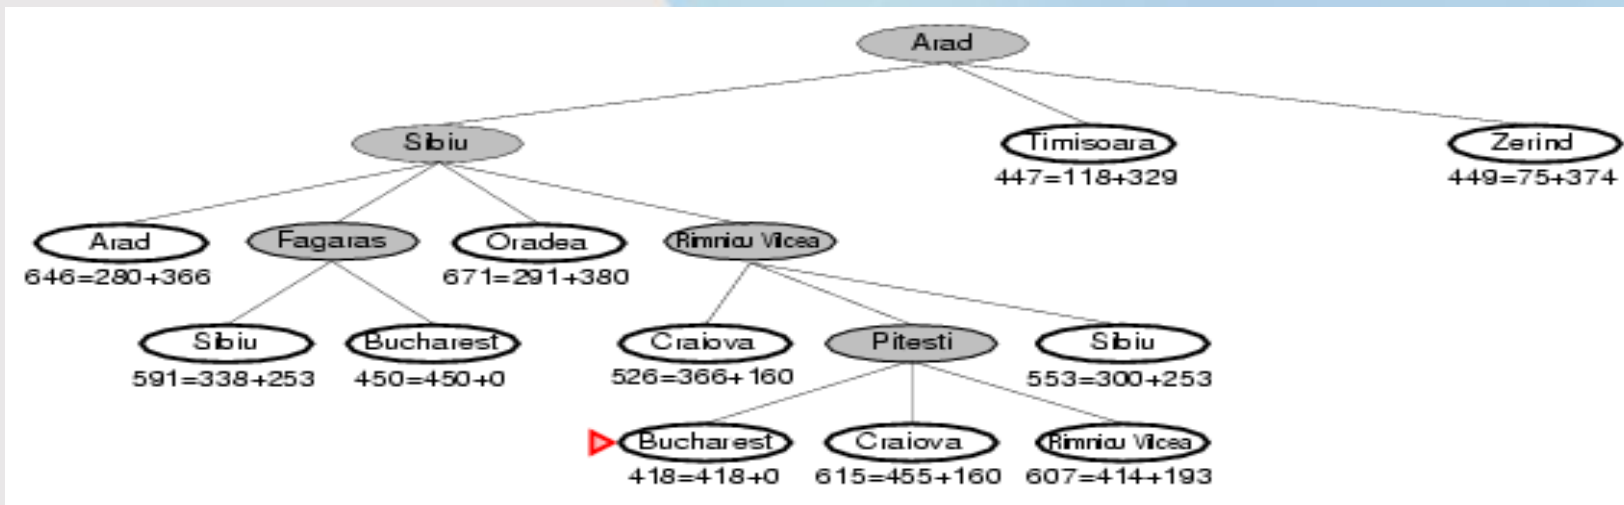 Arad
Sibiu Timisoara Zerind
447=118+329 449=75+374
Arad Fagaras Oradea Rimnicu Vilcea
646=280+366 671=291+380
Sibiu Bucharest Craiova Pitesti Sibiu
591=338+253 450=450+0 526=366+160 553=300+253
Bucharest Craiova Rimnicu Vilcea
418=418+0 615=455+160 607=414+193